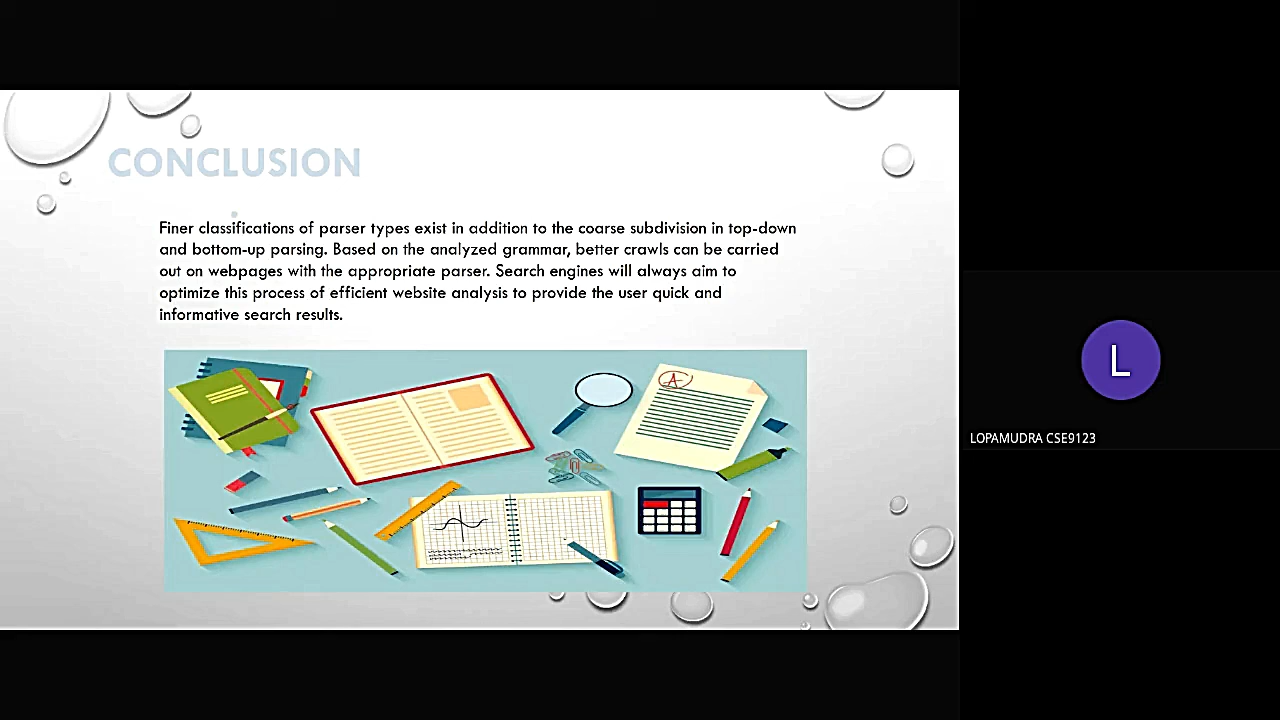 CONCLUSION
Finer classifications of parser types exist in addition to the coarse subdivision in top-down
and bottom-up parsing. Based on the analyzed grammar, better crawls can be carried
out on webpages with the appropriate parser. Search engines will always aim to
optimize this process of efficient website analysis to provide the user quick and
informative search results.
A
L
LOPAMUDRA CSE9123